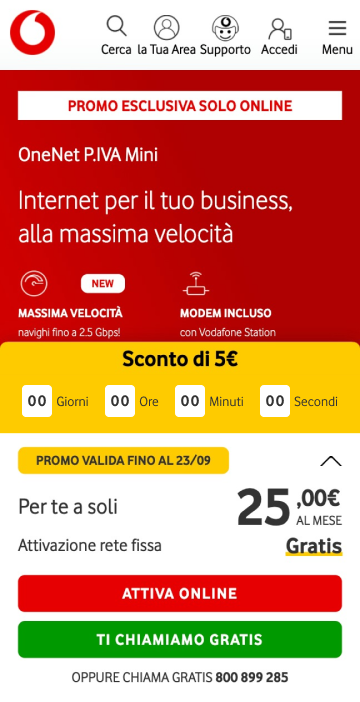 Cerca la Tua Area Supporto Accedi Menu
PROMO ESCLUSIVA SOLO ONLINE
OneNet P.IVA Mini
Internet per il tuo business,
alla massima velocità
NEW
MASSIMA VELOCITÀ MODEM INCLUSO
navighi fino a 2.5 Gbps! con Vodafone Station
Sconto di 5€
00 Giorni 00 Ore 00 Minuti 00 Secondi
PROMO VALIDA FINO AL 23/09
Per te a soli 25,00€
AL MESE
Attivazione rete fissa Gratis
ATTIVA ONLINE
TI CHIAMIAMO GRATIS
OPPURE CHIAMA GRATIS 800 899 285